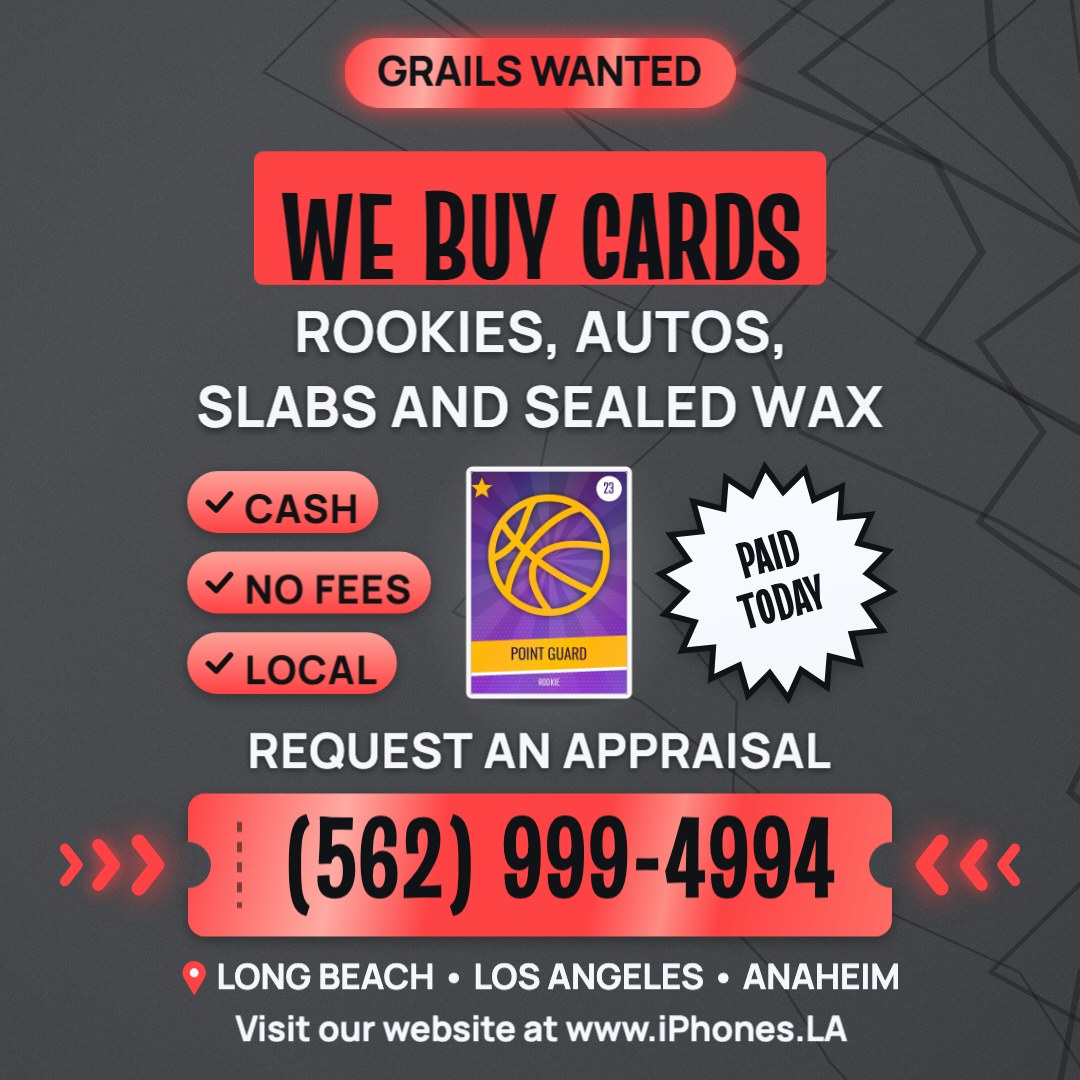 GRAILS WANTED
WE BUY CARDS
ROOKIES, AUTOS,
SLABS AND SEALED WAX
CASH
NO FEES
LOCAL
23
POINT GUARD
ROOKIE
PAID
TODAY
REQUEST AN APPRAISAL
(562) 999-4994
LONG BEACH • LOS ANGELES • ANAHEIM
Visit our website at www.iPhones.LA